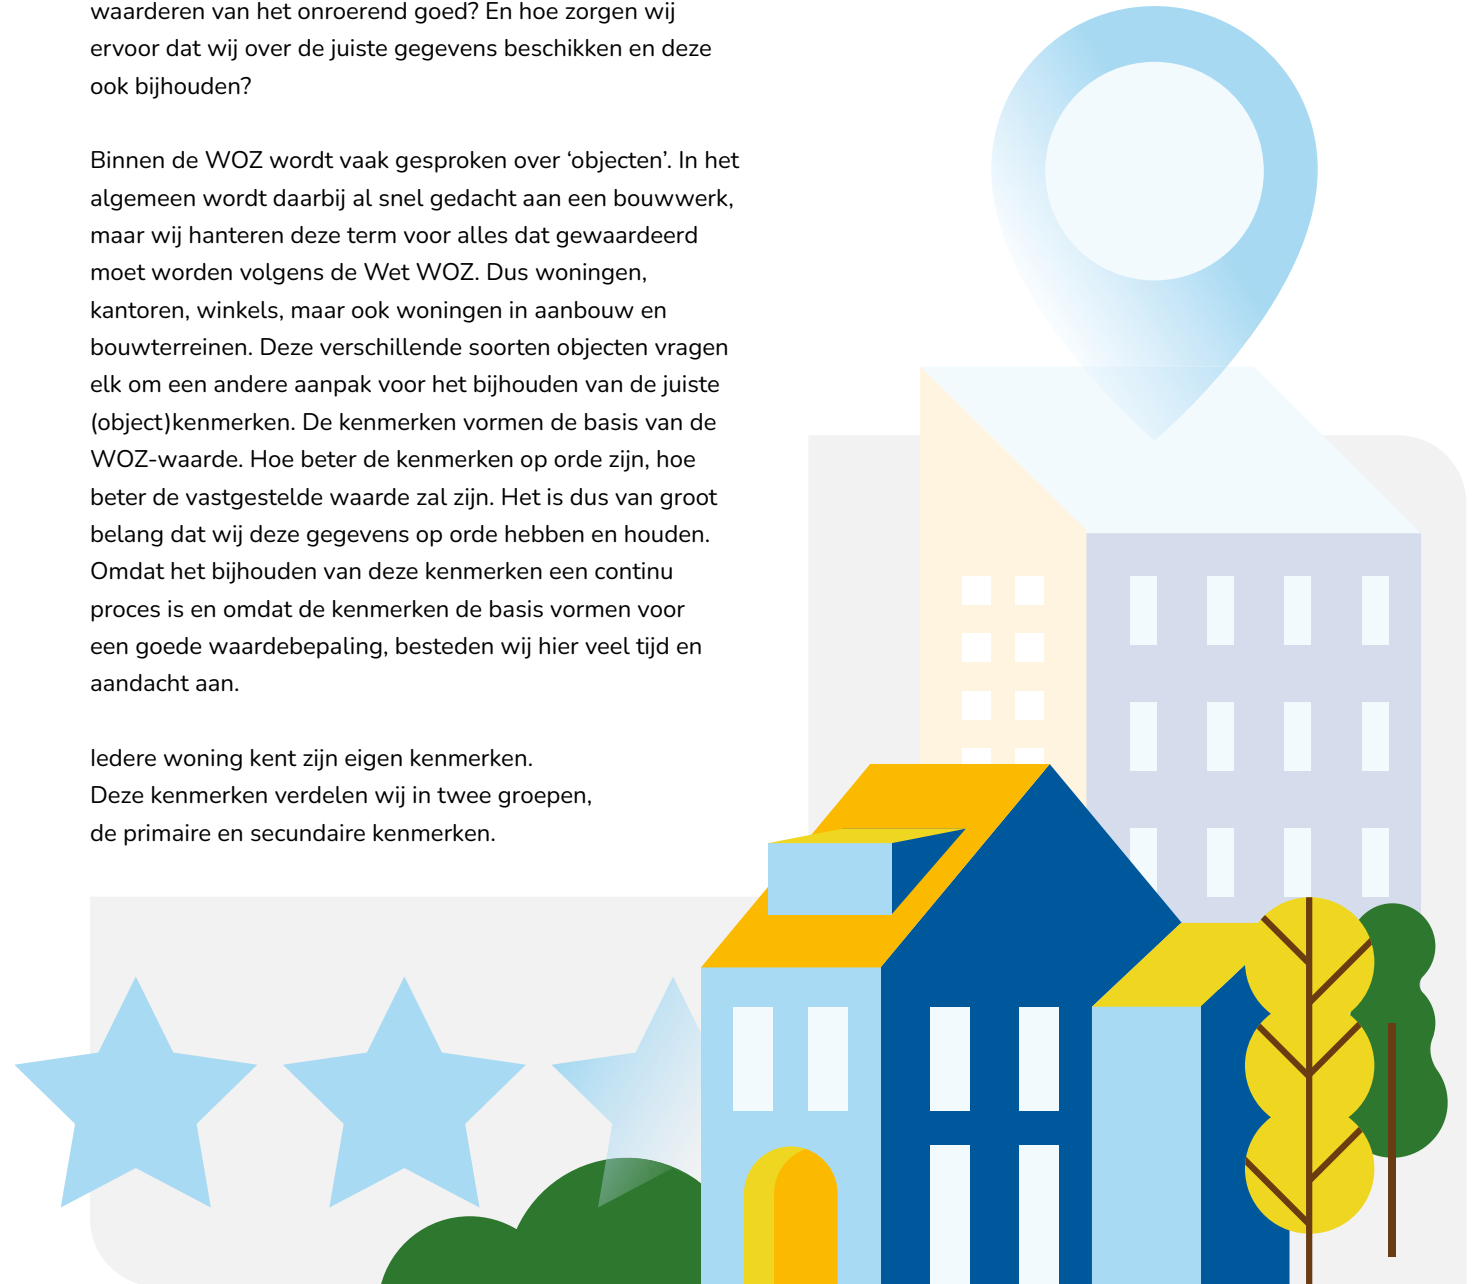 waarderen van het onroerend goed? En hoe zorgen wij
ervoor dat wij over de juiste gegevens beschikken en deze
ook bijhouden?
Binnen de WOZ wordt vaak gesproken over ‘objecten’. In het
algemeen wordt daarbij al snel gedacht aan een bouwwerk,
maar wij hanteren deze term voor alles dat gewaardeerd
moet worden volgens de Wet WOZ. Dus woningen,
kantoren, winkels, maar ook woningen in aanbouw en
bouwterreinen. Deze verschillende soorten objecten vragen
elk om een andere aanpak voor het bijhouden van de juiste
(object)kenmerken. De kenmerken vormen de basis van de
WOZ-waarde. Hoe beter de kenmerken op orde zijn, hoe
beter de vastgestelde waarde zal zijn. Het is dus van groot
belang dat wij deze gegevens op orde hebben en houden.
Omdat het bijhouden van deze kenmerken een continu
proces is en omdat de kenmerken de basis vormen voor
een goede waardebepaling, besteden wij hier veel tijd en
aandacht aan.
Iedere woning kent zijn eigen kenmerken.
Deze kenmerken verdelen wij in twee groepen,
de primaire en secundaire kenmerken.